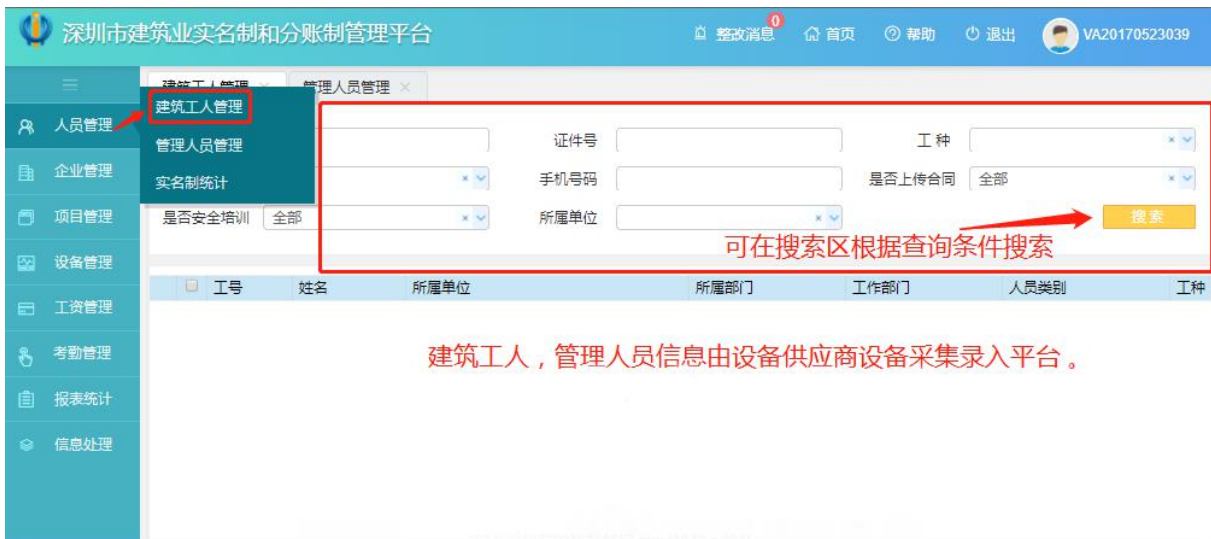 深圳市建筑业实名制和分账制管理平台
整改消息 0 首页 帮助 退出 VA20170523039
建筑工人管理 × 管理人员管理 ×
人员管理
建筑工人管理
管理人员管理
实名制统计
企业管理
项目管理
设备管理
工资管理
考勤管理
报表统计
信息处理
证件号 工种
手机号码 是否上传合同 全部
是否安全培训 全部 所属单位 搜索
可在搜索区根据查询条件搜索
工号 姓名 所属单位 所属部门 工作部门 人员类别 工种
建筑工人，管理人员信息由设备供应商设备采集录入平台。